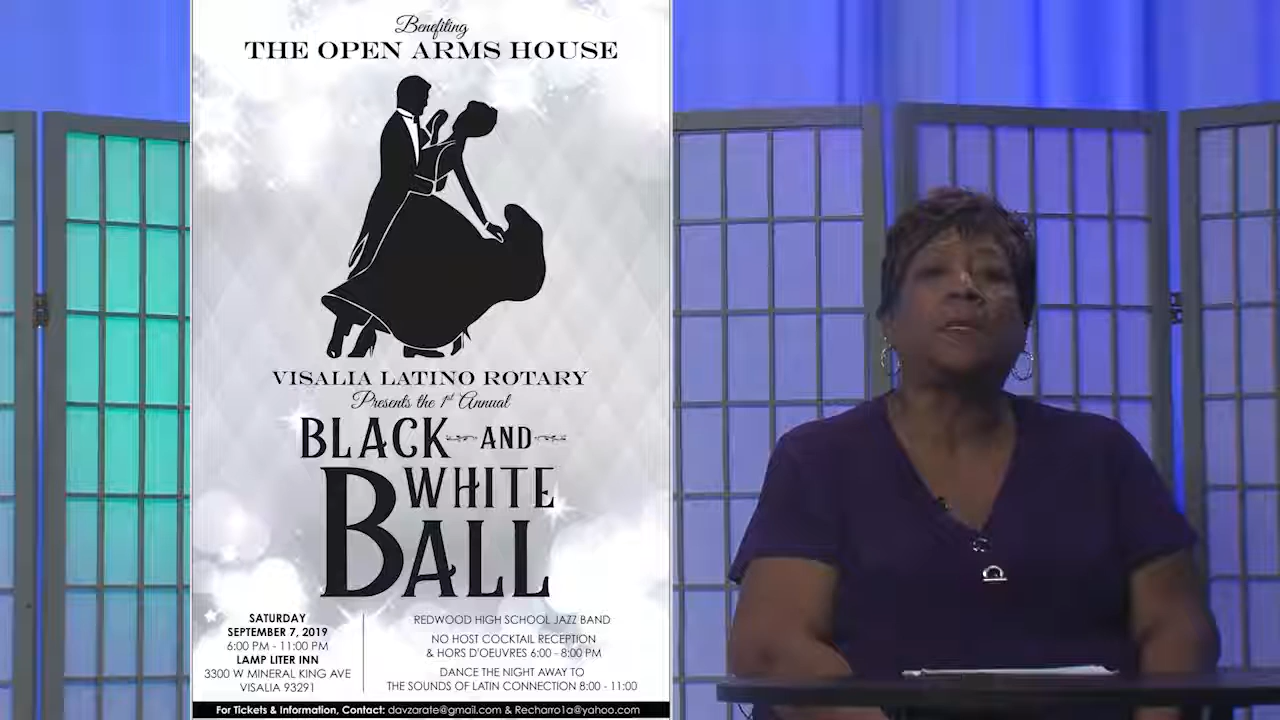 Benefiting
THE OPEN ARMS HOUSE
VISALIA LATINO ROTARY
Presents the 1st Annual
BLACK AND
WHITE
BALL
SATURDAY
SEPTEMBER 7, 2019
6:00 PM - 11:00 PM
LAMP LITER INN
3300 W MINERAL KING AVE
VISALIA 93291
REDWOOD HIGH SCHOOL JAZZ BAND
NO HOST COCKTAIL RECEPTION
& HORS D'OEUVRES 6:00 - 8:00 PM
DANCE THE NIGHT AWAY TO
THE SOUNDS OF LATIN CONNECTION 8:00 - 11:00
For Tickets & Information, Contact: davzarate@gmail.com & Recharro1a@yahoo.com